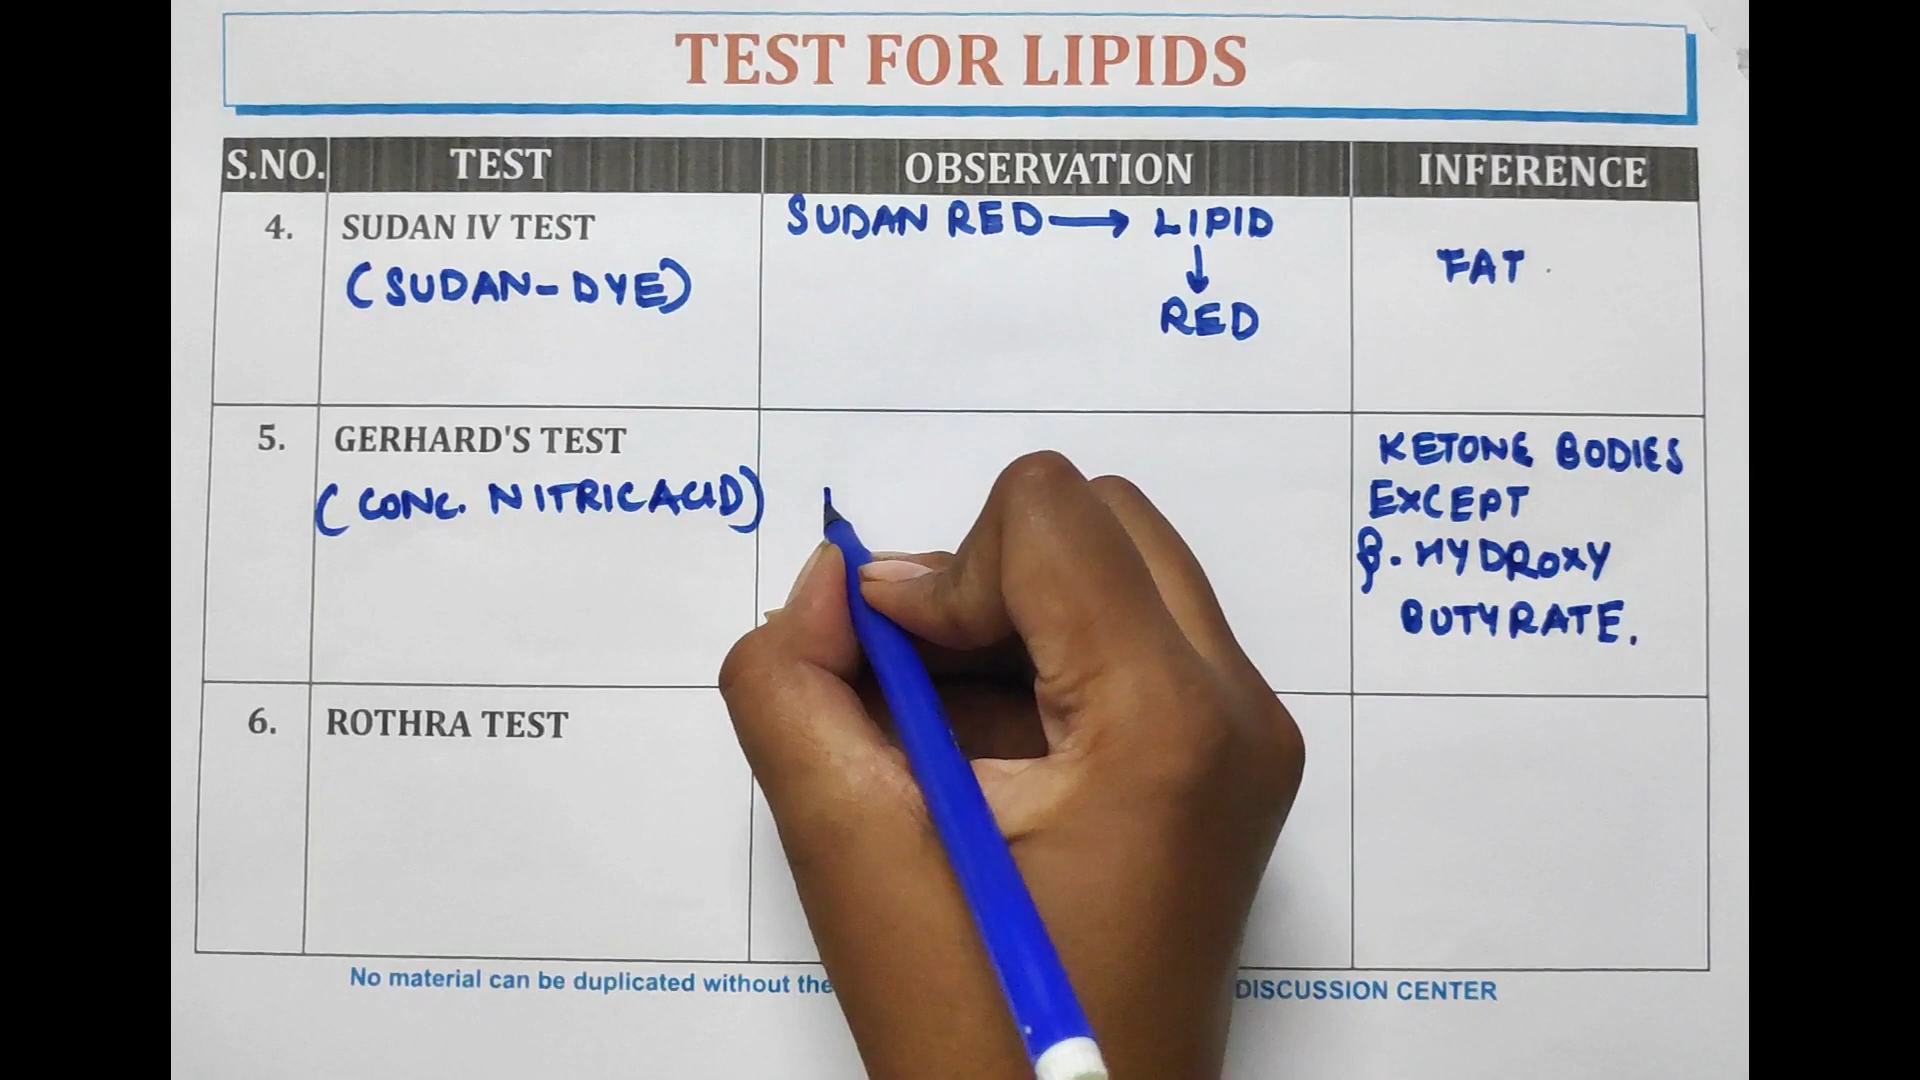 TEST FOR LIPIDS
S.NO. TEST OBSERVATION INFERENCE
4. SUDAN IV TEST
(SUDAN-DYE)
SUDAN RED → LIPID
↓
RED
FAT
5. GERHARD'S TEST
(CONC. NITRIC ACID)
KETONE BODIES
EXCEPT
β. HYDROXY
BUTYRATE.
6. ROTHRA TEST
No material can be duplicated without the DISCUSSION CENTER